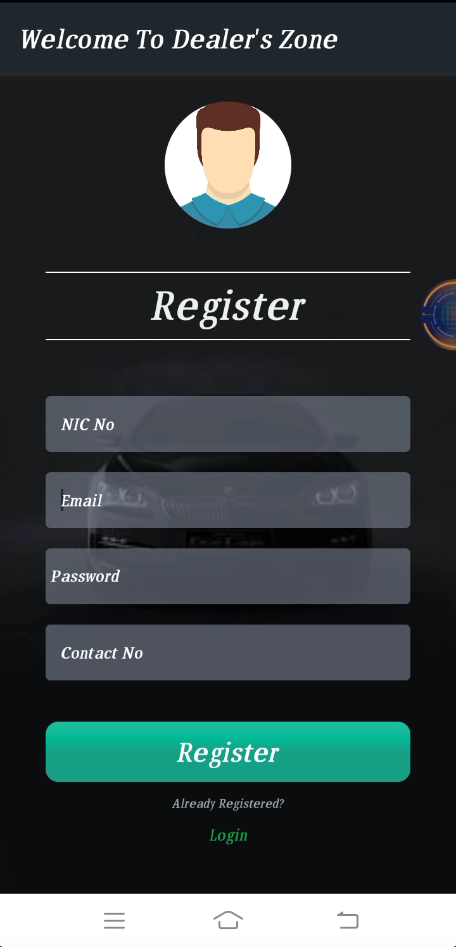 Welcome To Dealer's Zone
Register
NIC No
Email
Password
Contact No
Register
Already Registered?
Login